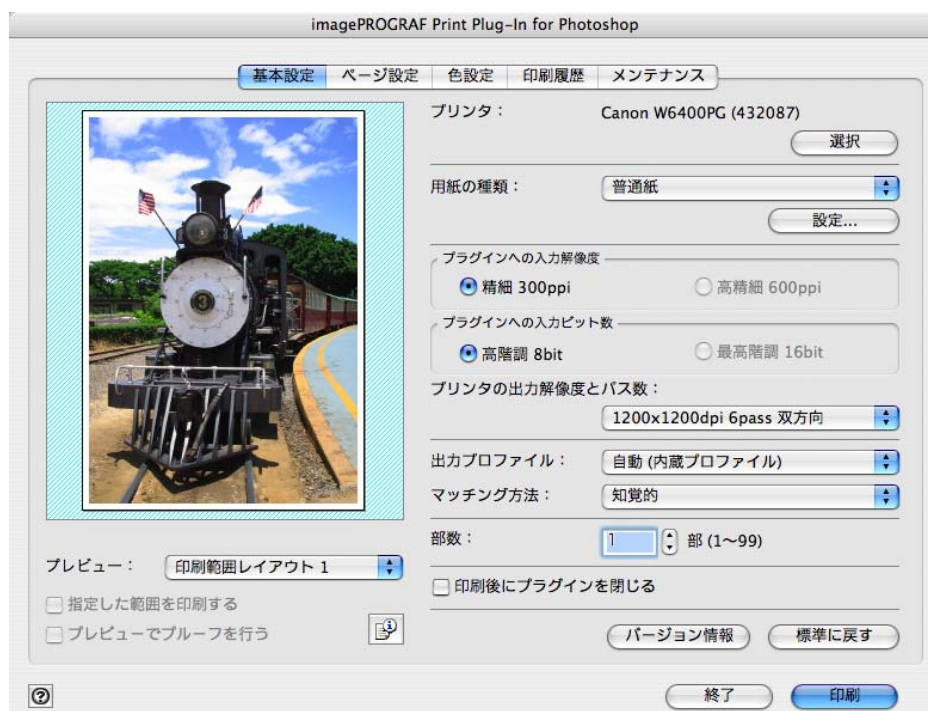 imagePROGRAF Print Plug-In for Photoshop
基本設定 ページ設定 色設定 印刷履歴 メンテナンス
プリンタ： Canon W6400PG (432087)
選択
用紙の種類： 普通紙
設定...
プラグインへの入力解像度
精細 300ppi 高精細 600ppi
プラグインへの入力ビット数
高階調 8bit 最高階調 16bit
プリンタの出力解像度とパス数：
1200x1200dpi 6pass 双方向
出力プロファイル： 自動 (内蔵プロファイル)
マッチング方法： 知覚的
部数： 1 部 (1〜99)
印刷後にプラグインを閉じる
バージョン情報 標準に戻す
3
プレビュー： 印刷範囲レイアウト 1
指定した範囲を印刷する
プレビューでプルーフを行う
? 終了 印刷